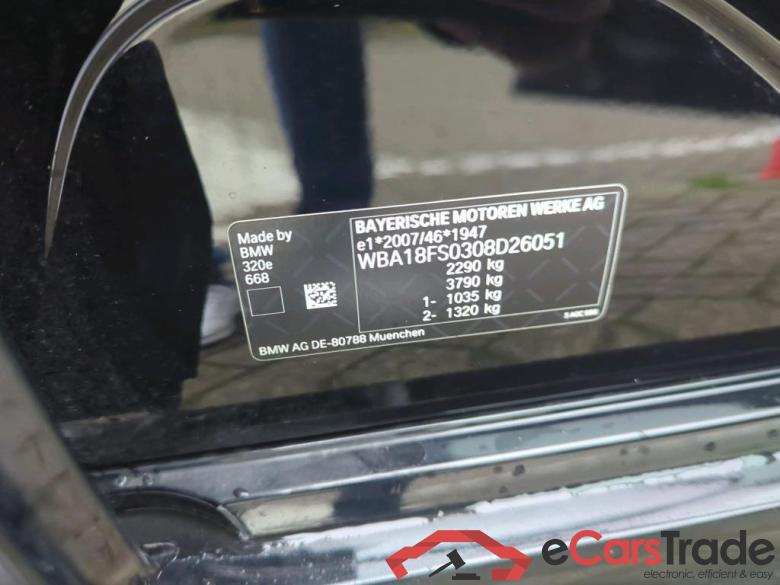 BAYERISCHE MOTOREN WERKE AG
e1*2007/46*1947
WBA18FS0308D26051
2290 kg
3790 kg
1- 1035 kg
2- 1320 kg
Made by
BMW
320e
668
BMW AG DE-80788 Muenchen
eCarsTrade
electronic, efficient & easy